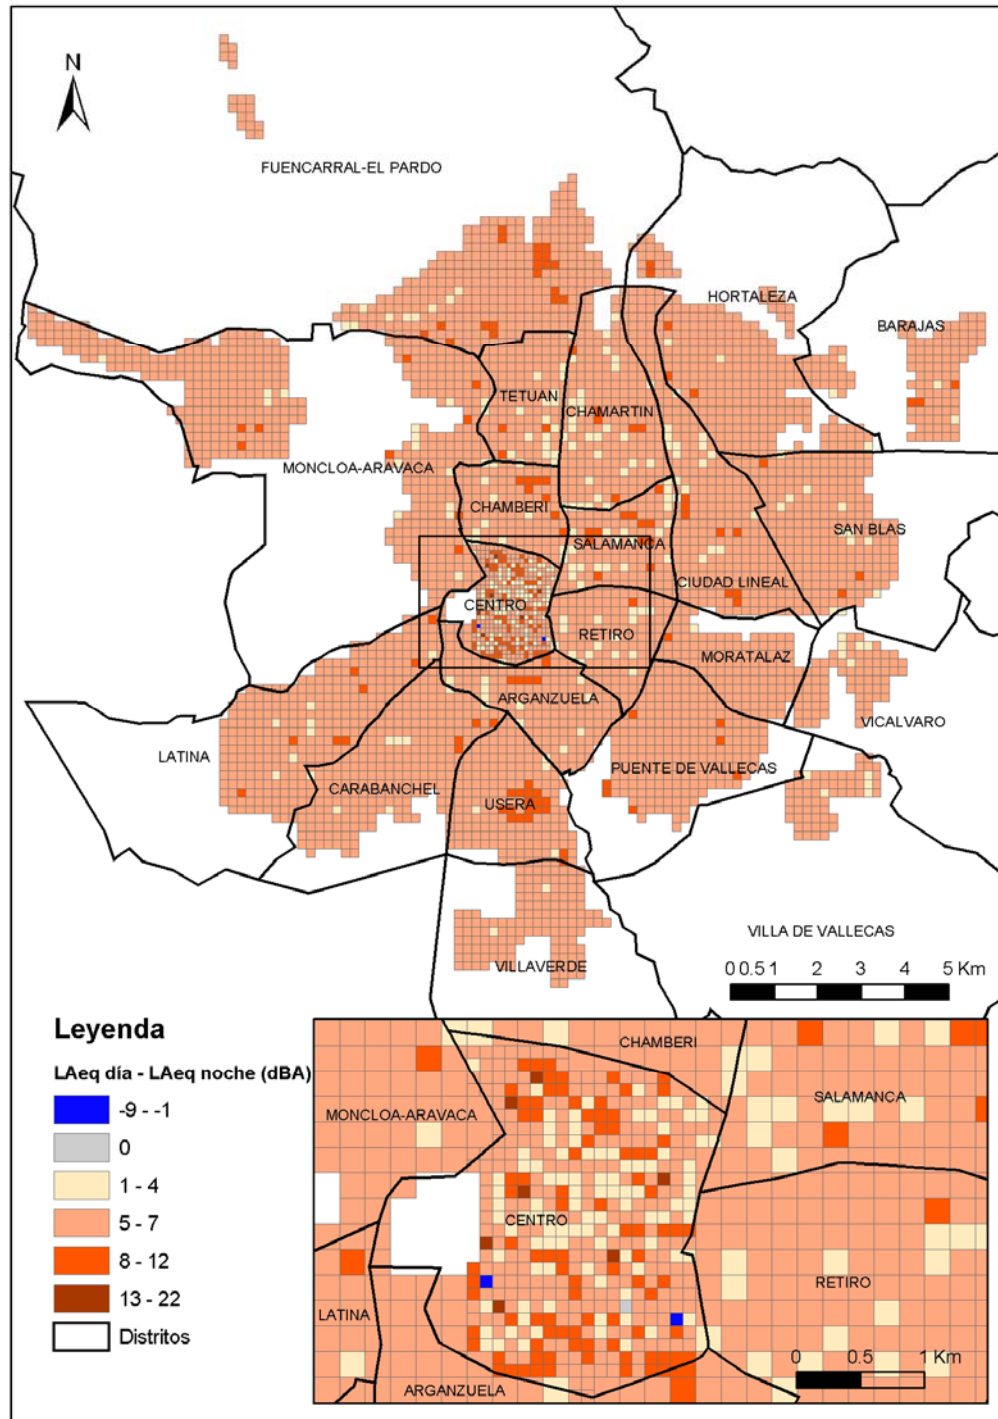 N
FUENCARRAL-EL PARDO
HORTALEZA
BARAJAS
TETUAN
CHAMARTIN
MONCLOA-ARAVACA
CHAMBERI
SAN BLAS
SALAMANCA
CIUDAD LINEAL
CENTRO
RETIRO
MORATALAZ
ARGANZUELA
VICALVARO
LATINA
PUENTE DE VALLECAS
CARABANCHEL
USERA
VILLA DE VALLECAS
VILLAVERDE
0 0.5 1 2 3 4 5 Km
Leyenda
LAeq día - LAeq noche (dBA)
-9 - -1
0
1 - 4
5 - 7
8 - 12
13 - 22
Distritos
CHAMBERI
SALAMANCA
MONCLOA-ARAVACA
CENTRO
RETIRO
LATINA
0 0.5 1 Km
ARGANZUELA